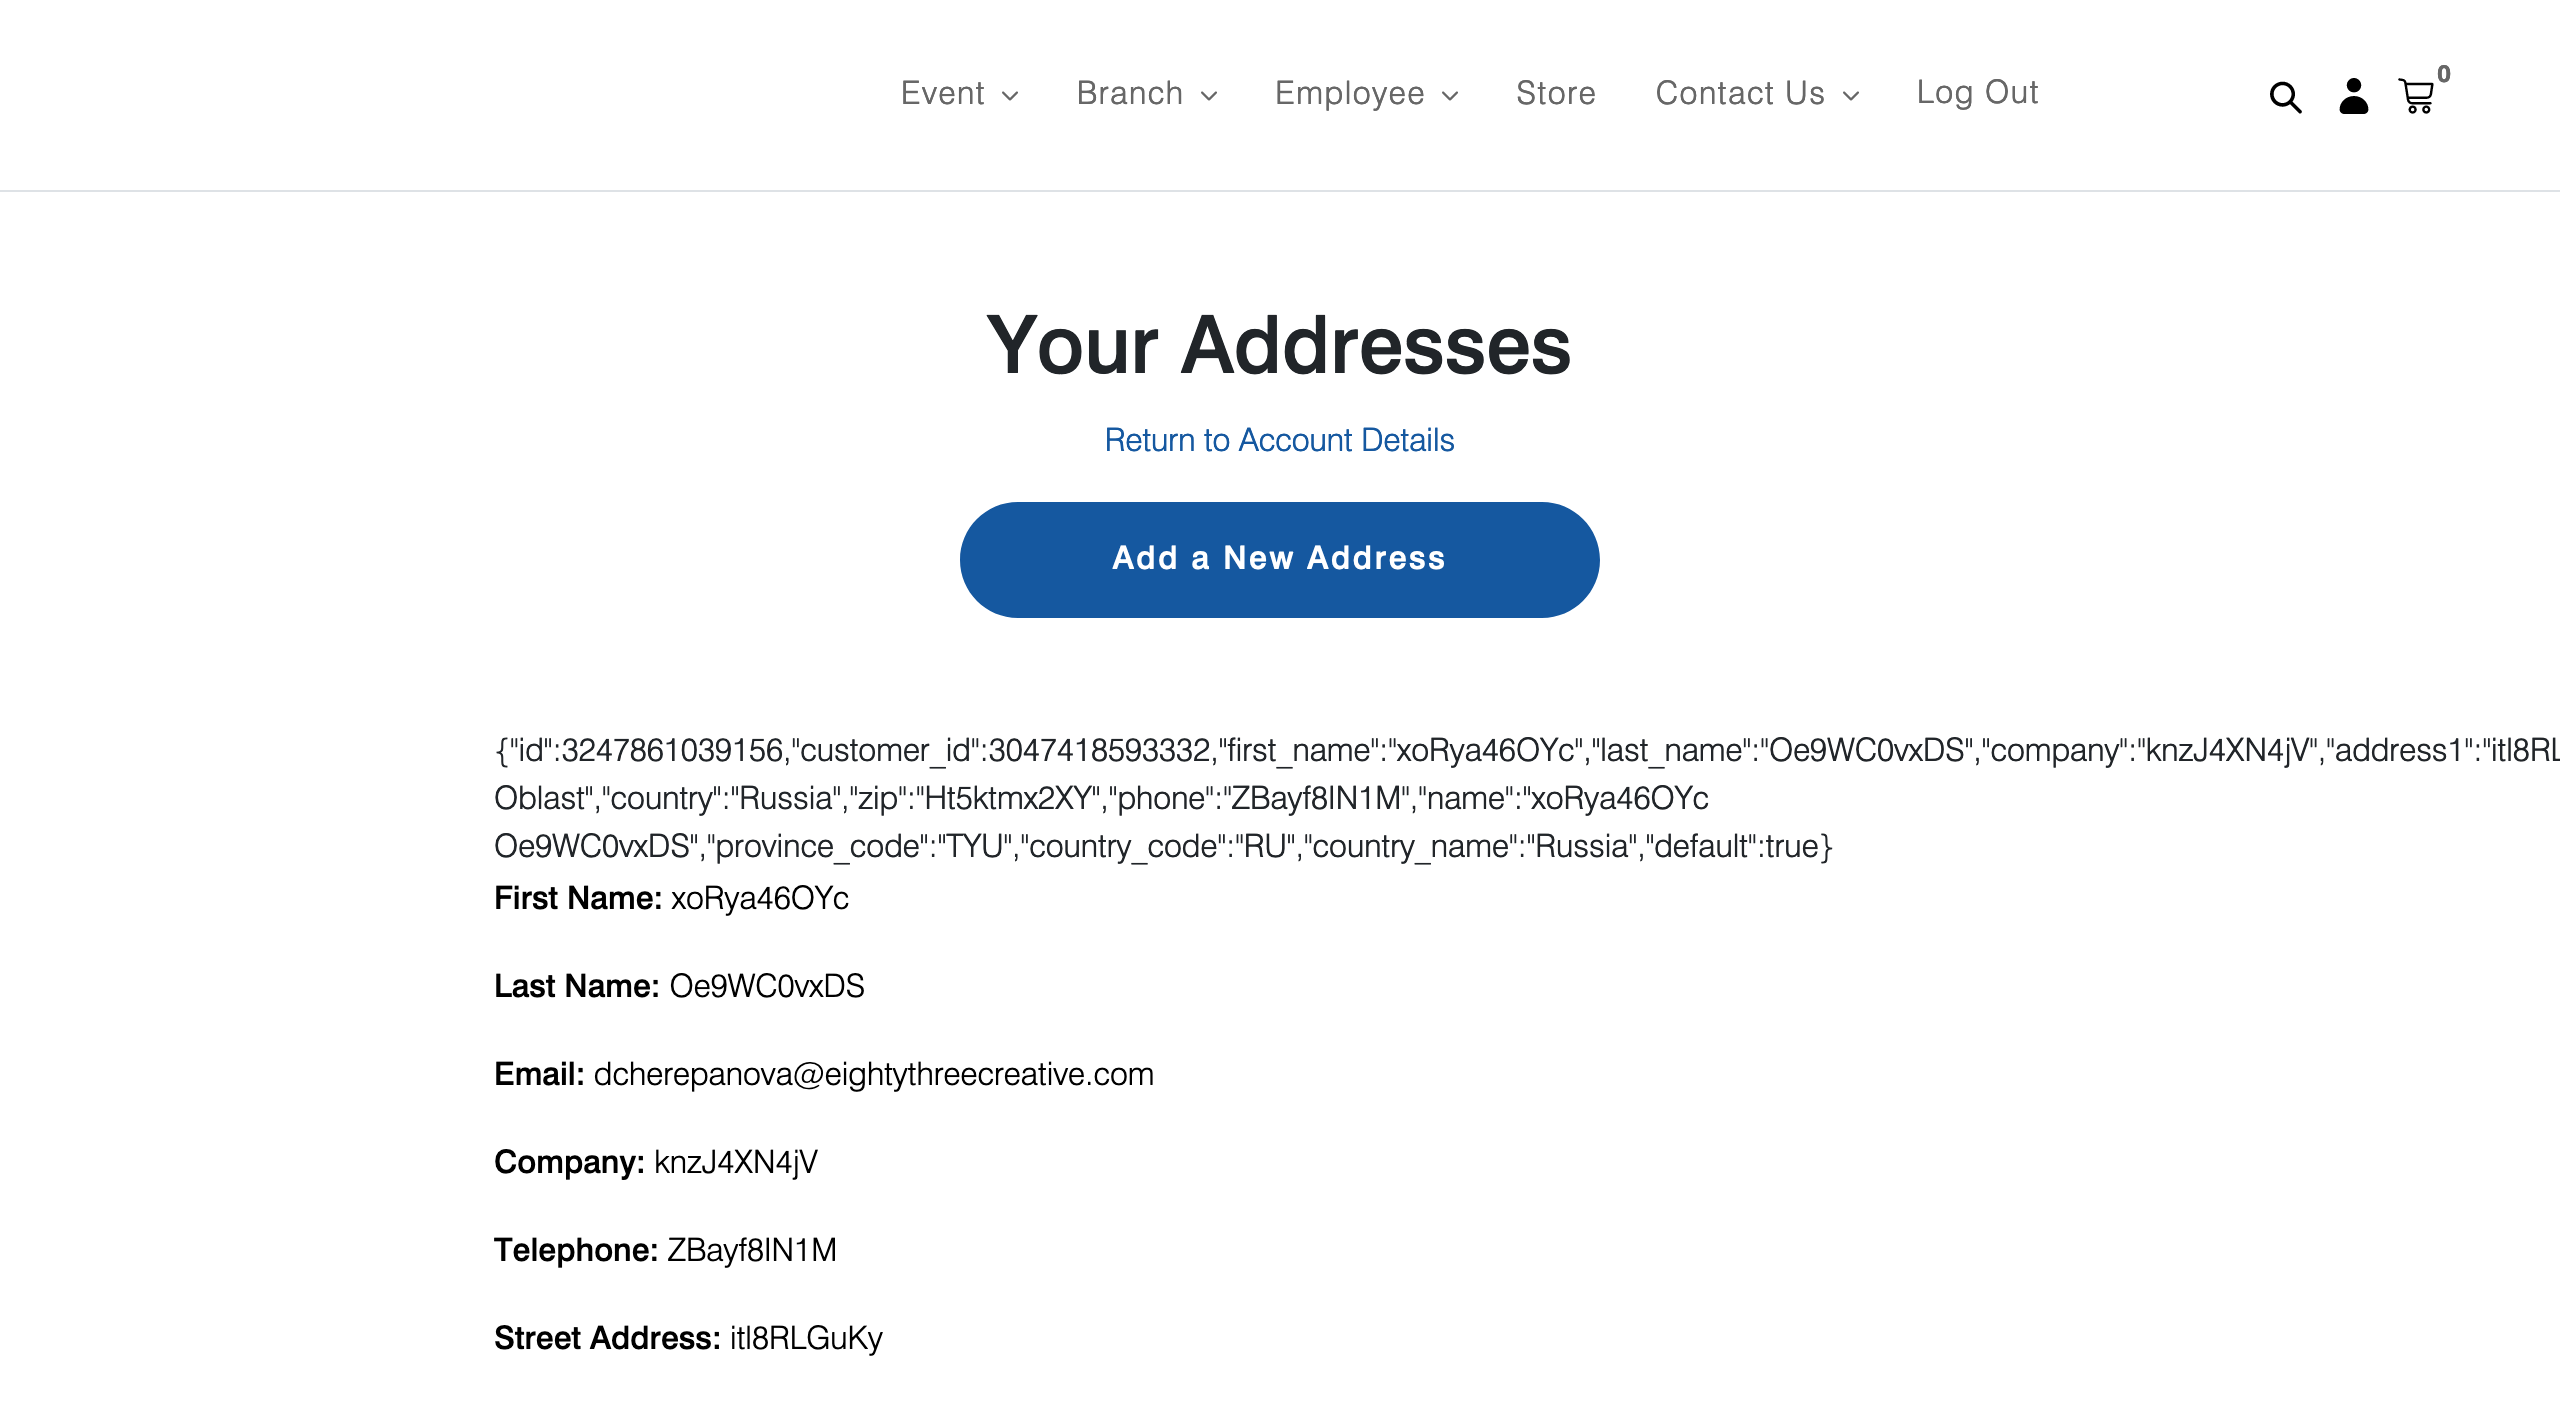 Event Branch Employee Store Contact Us Log Out 0
Your Addresses
Return to Account Details
Add a New Address
{"id":3247861039156,"customer_id":3047418593332,"first_name":"xoRya46OYc","last_name":"Oe9WC0vxDS","company":"knzJ4XN4jV","address1":"itl8RL
Oblast","country":"Russia","zip":"Ht5ktmx2XY","phone":"ZBayf8IN1M","name":"xoRya46OYc
Oe9WC0vxDS","province_code":"TYU","country_code":"RU","country_name":"Russia","default":true}
First Name: xoRya46OYc
Last Name: Oe9WC0vxDS
Email: dcherepanova@eightythreecreative.com
Company: knzJ4XN4jV
Telephone: ZBayf8IN1M
Street Address: itl8RLGuKy